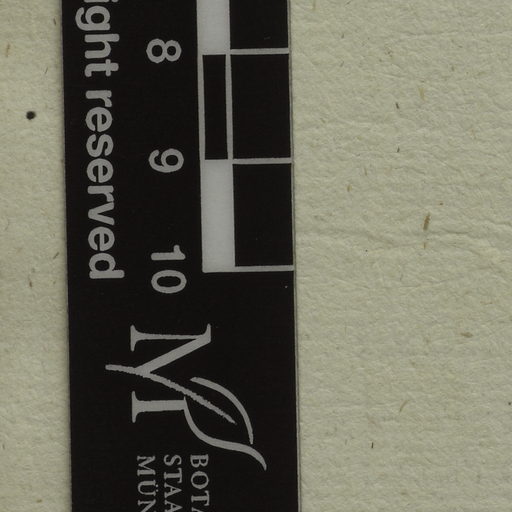 ight reserved
8
9
10
M
BOTA
STAA
MÜN